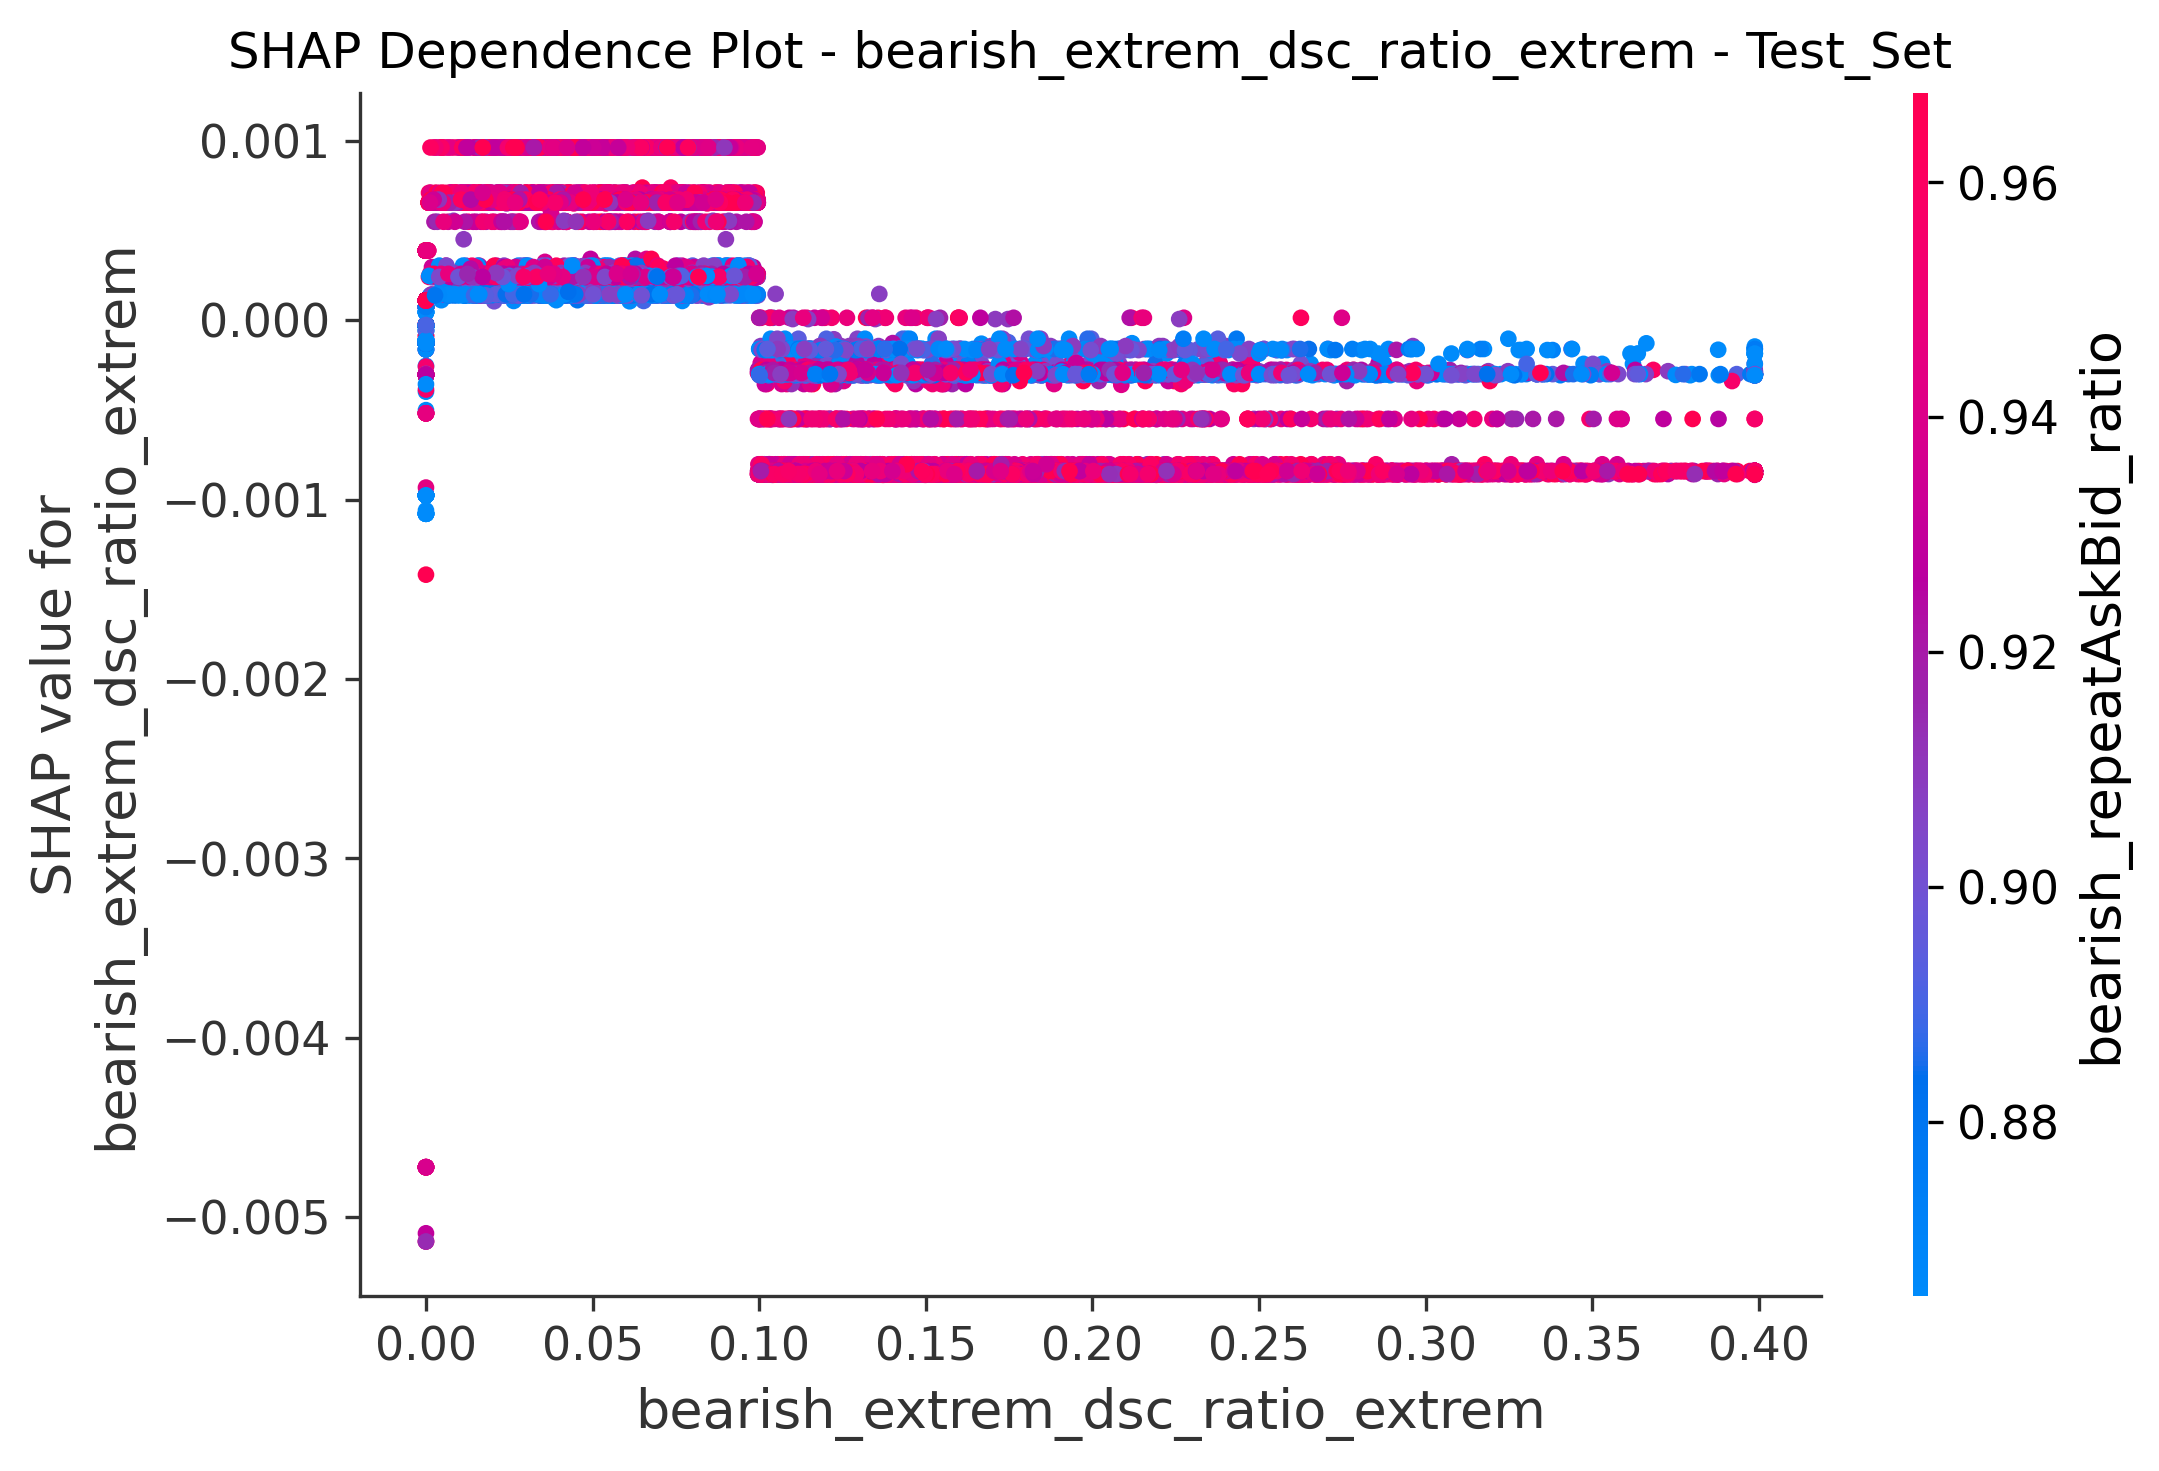 SHAP Dependence Plot - bearish_extrem_dsc_ratio_extrem - Test_Set
SHAP value for
bearish_extrem_dsc_ratio_extrem
0.001
0.000
−0.001
−0.002
−0.003
−0.004
−0.005
0.00 0.05 0.10 0.15 0.20 0.25 0.30 0.35 0.40
bearish_extrem_dsc_ratio_extrem
0.96
0.94
0.92
0.90
0.88
bearish_repeatAskBid_ratio